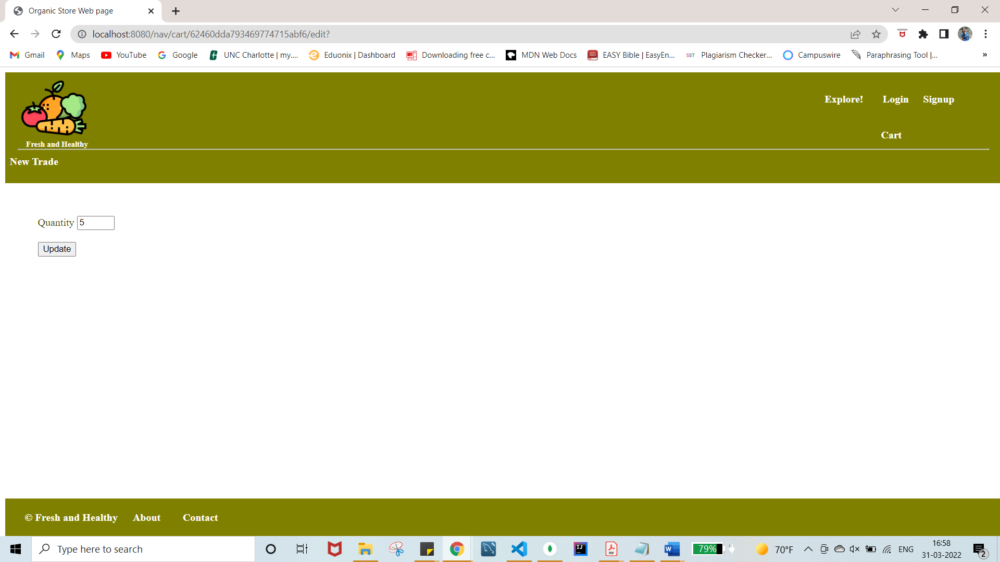 Organic Store Web page
localhost:8080/nav/cart/62460dda793469774715abf6/edit?
Gmail Maps YouTube Google UNC Charlotte | my.... Eduonix | Dashboard Downloading free c... MDN Web Docs EASY Bible | EasyEn... SST Plagiarism Checker... Campuswire Paraphrasing Tool |... »
Explore! Login Signup
Cart
Fresh and Healthy
New Trade
Quantity 5
Update
© Fresh and Healthy About Contact
Type here to search
IJ
PDF
W
79%
70°F
ENG
16:58
31-03-2022
2